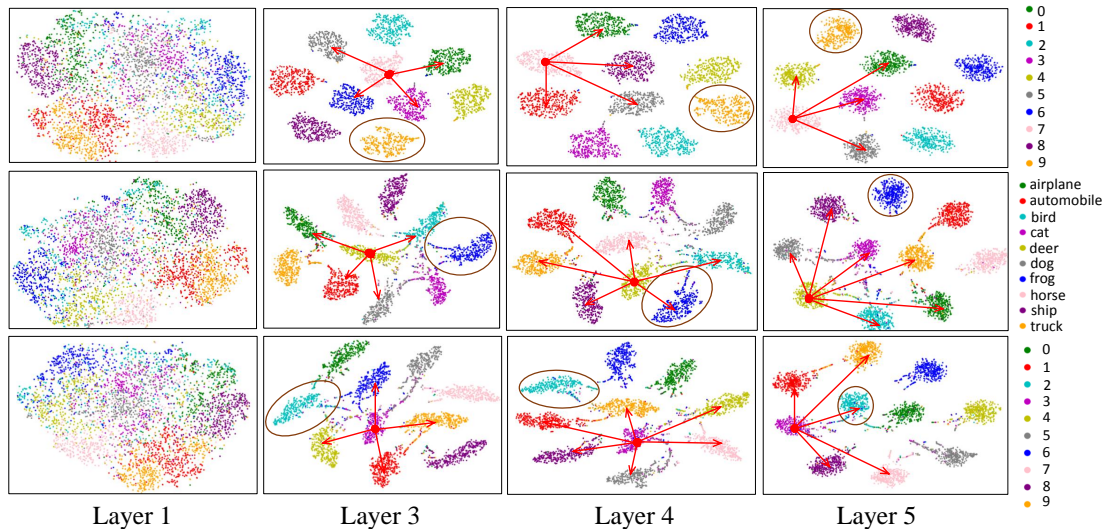 0
1
2
3
4
5
6
7
8
9
airplane
automobile
bird
cat
deer
dog
frog
horse
ship
truck
0
1
2
3
4
5
6
7
8
9
Layer 1 Layer 3 Layer 4 Layer 5